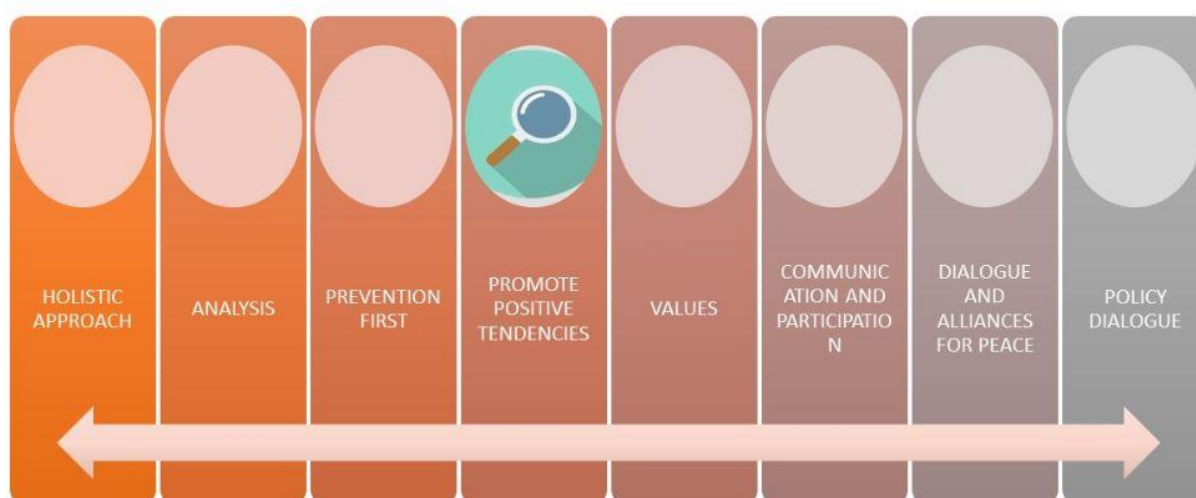 HOLISTIC
APPROACH
ANALYSIS
PREVENTION
FIRST
PROMOTE
POSITIVE
TENDENCIES
VALUES
COMMUNIC
ATION AND
PARTICIPATIO
N
DIALOGUE
AND
ALLIANCES
FOR PEACE
POLICY
DIALOGUE